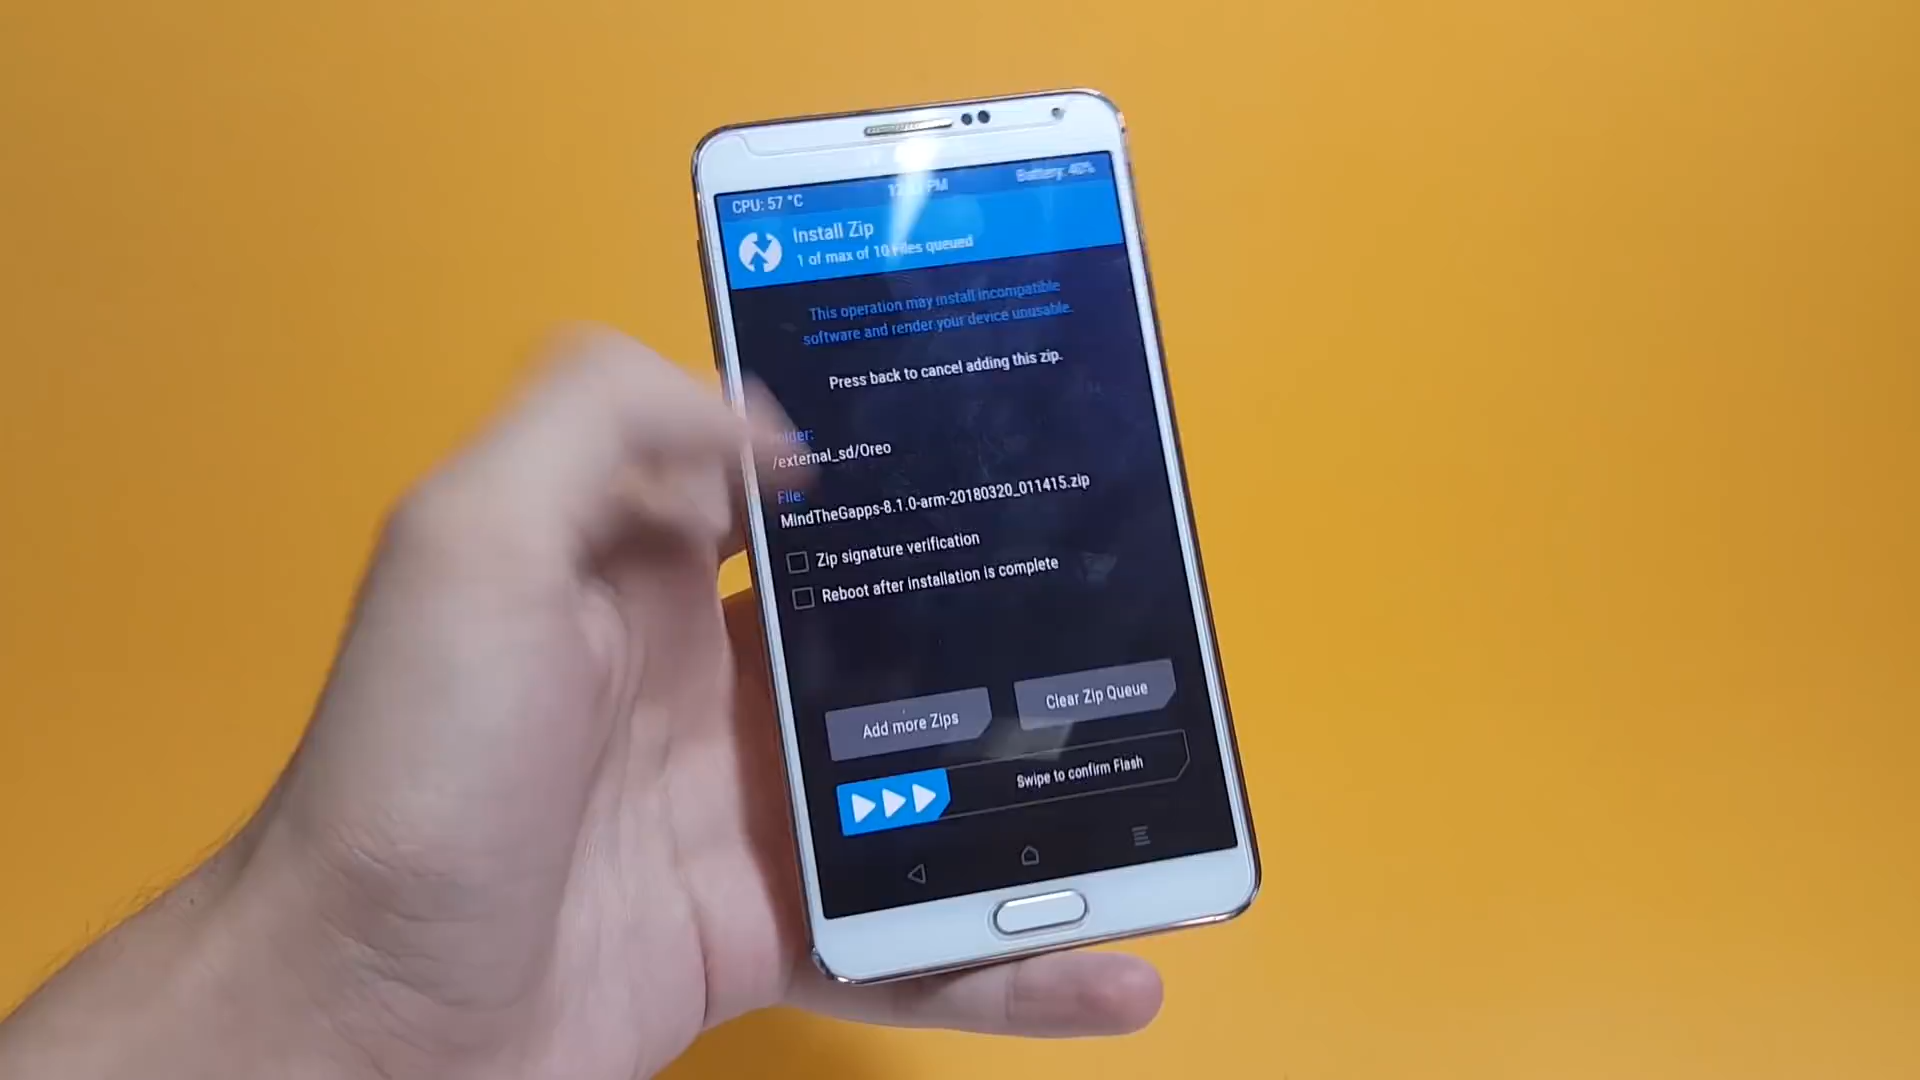 CPU: 57 °C
PM
Battery: 40%
Install Zip
1 of max of 10 Files queued
This operation may install incompatible
software and render your device unusable.
Press back to cancel adding this zip.
Folder:
/external_sd/Oreo
File:
MindTheGapps-8.1.0-arm-20180320_011415.zip
Zip signature verification
Reboot after installation is complete
Add more Zips
Clear Zip Queue
Swipe to confirm Flash